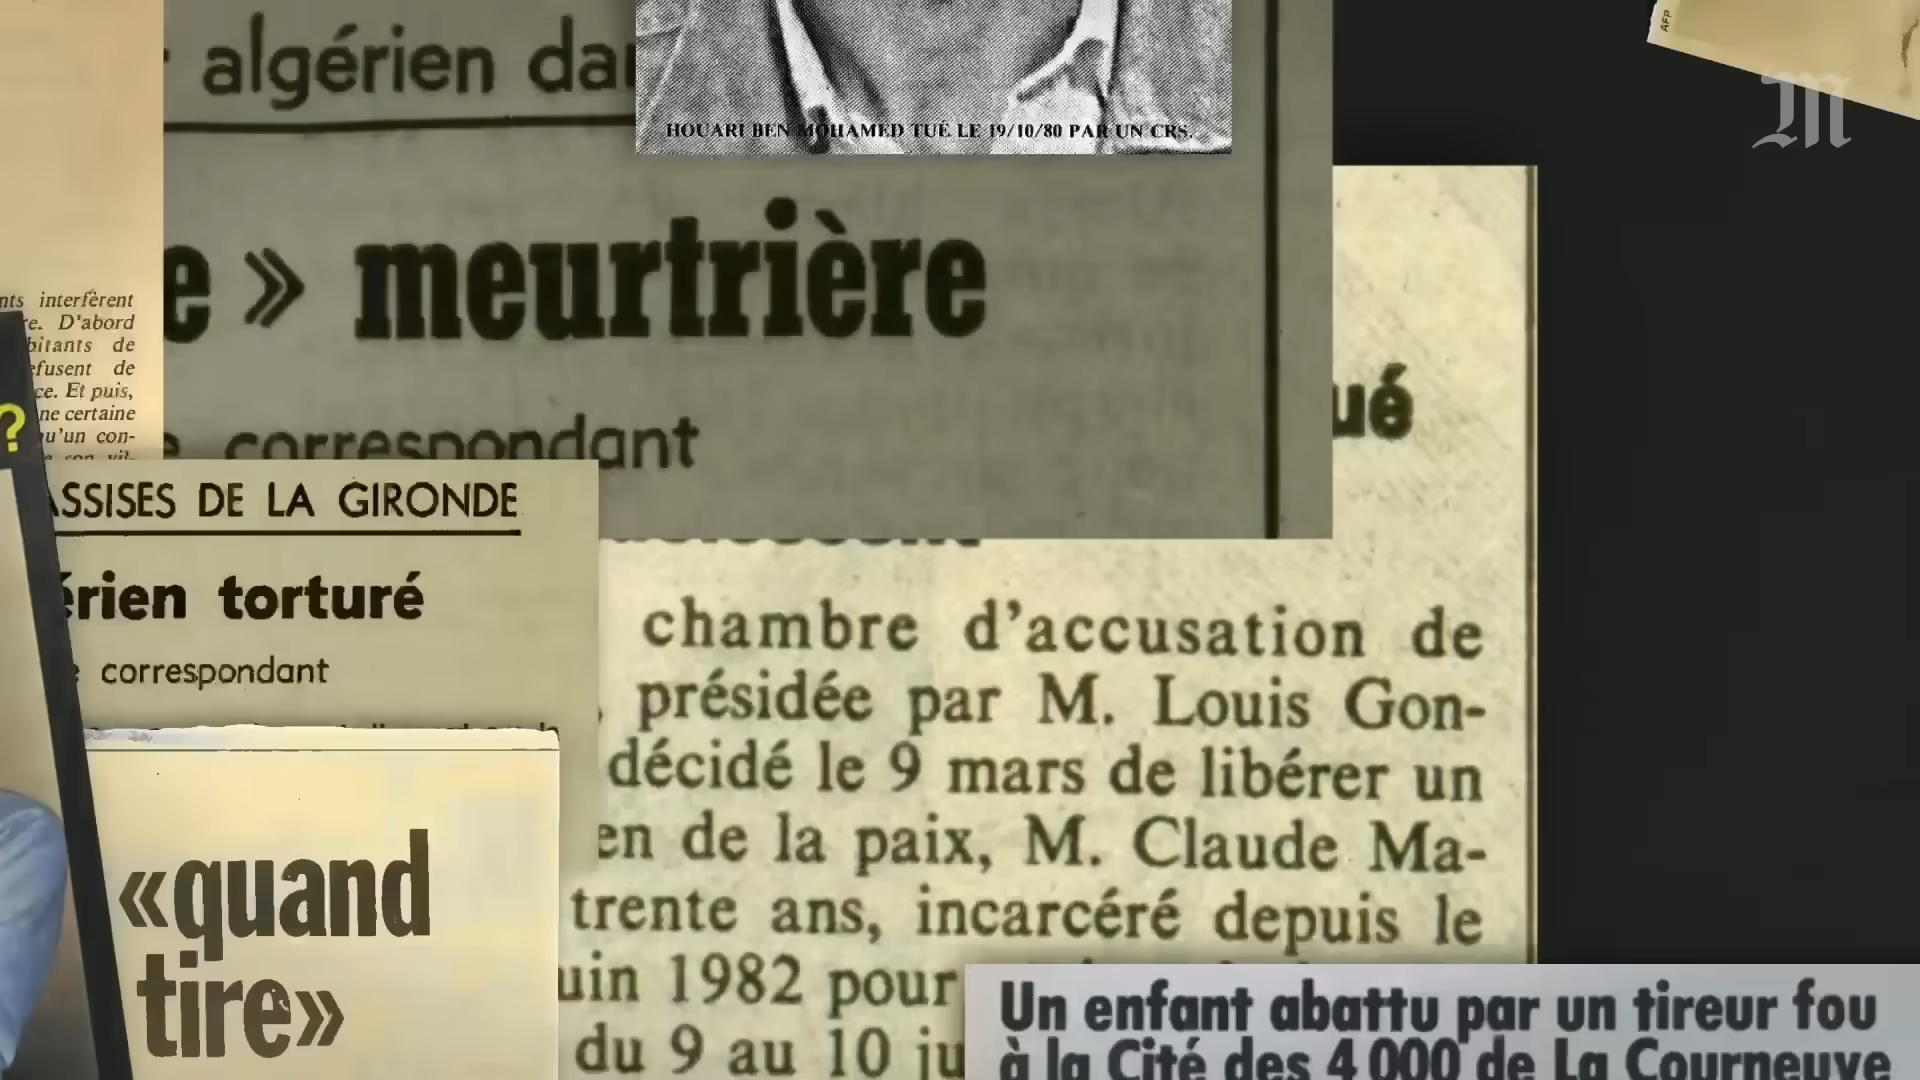 algérien
HOUARI BEN MOHAMED TUÉ LE 19/10/80 PAR UN CRS.
AFP
M
e » meurtrière
correspondant
ué
nts interfèrent
re. D'abord
bitants de
efusent de
ce. Et puis,
ne certaine
u'un con-
?
ASSISES DE LA GIRONDE
érien torturé
correspondant
«quand
tire»
chambre d'accusation de
présidée par M. Louis Gon-
décidé le 9 mars de libérer un
en de la paix, M. Claude Ma-
trente ans, incarcéré depuis le
uin 1982 pour
du 9 au 10 ju
Un enfant abattu par un tireur fou
à la Cité des 4 000 de La Courneuve